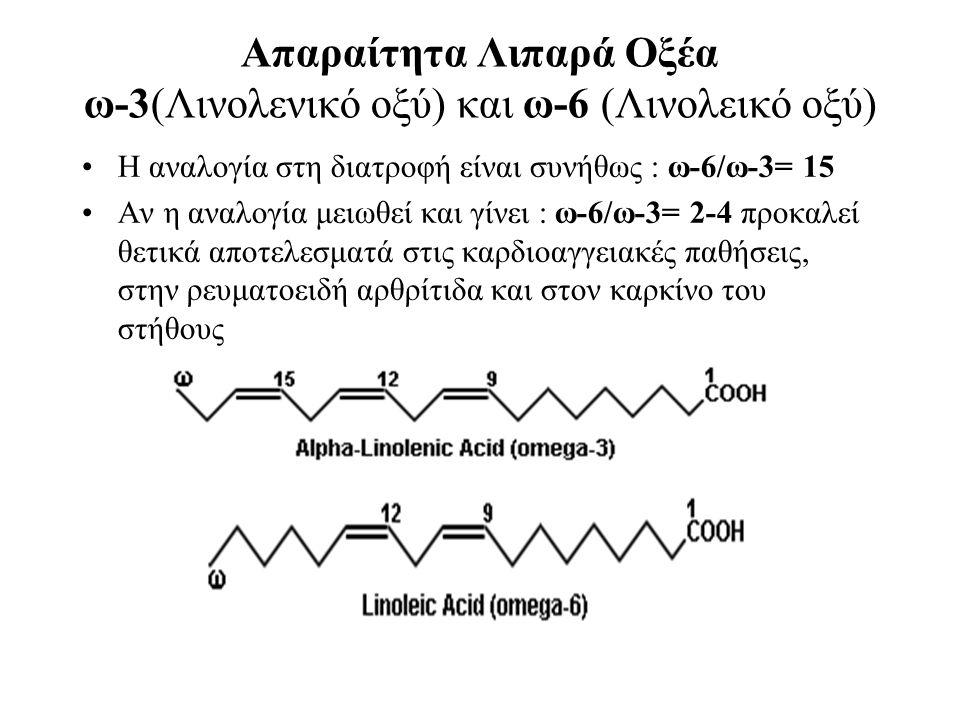 Απαραίτητα Λιπαρά Οξέα
ω-3(Λινολενικό οξύ) και ω-6 (Λινολεικό οξύ)
• Η αναλογία στη διατροφή είναι συνήθως : ω-6/ω-3= 15
• Αν η αναλογία μειωθεί και γίνει : ω-6/ω-3= 2-4 προκαλεί
θετικά αποτελεσματά στις καρδιοαγγειακές παθήσεις,
στην ρευματοειδή αρθρίτιδα και στον καρκίνο του
στήθους
ω 15 12 9 1
COOH
Alpha-Linolenic Acid (omega-3)
12 9 1
COOH
ω
Linoleic Acid (omega-6)